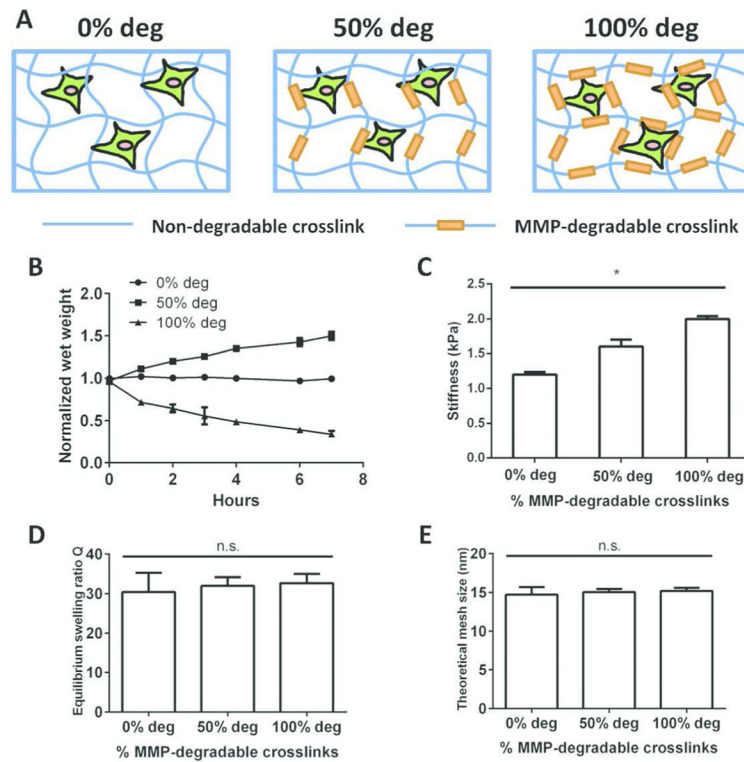 A
0% deg
50% deg
100% deg
Non-degradable crosslink
MMP-degradable crosslink
B
0% deg
50% deg
100% deg
Normalized wet weight
2.0
1.5
1.0
0.5
0.0
0 2 4 6 8
Hours
C
*
Stiffness (kPa)
2.5
2.0
1.5
1.0
0.5
0.0
0% deg 50% deg 100% deg
% MMP-degradable crosslinks
D
n.s.
Equilibrium swelling ratio Q
40
30
20
10
0
0% deg 50% deg 100% deg
% MMP-degradable crosslinks
E
n.s.
Theoretical mesh size (nm)
20
15
10
5
0
0% deg 50% deg 100% deg
% MMP-degradable crosslinks